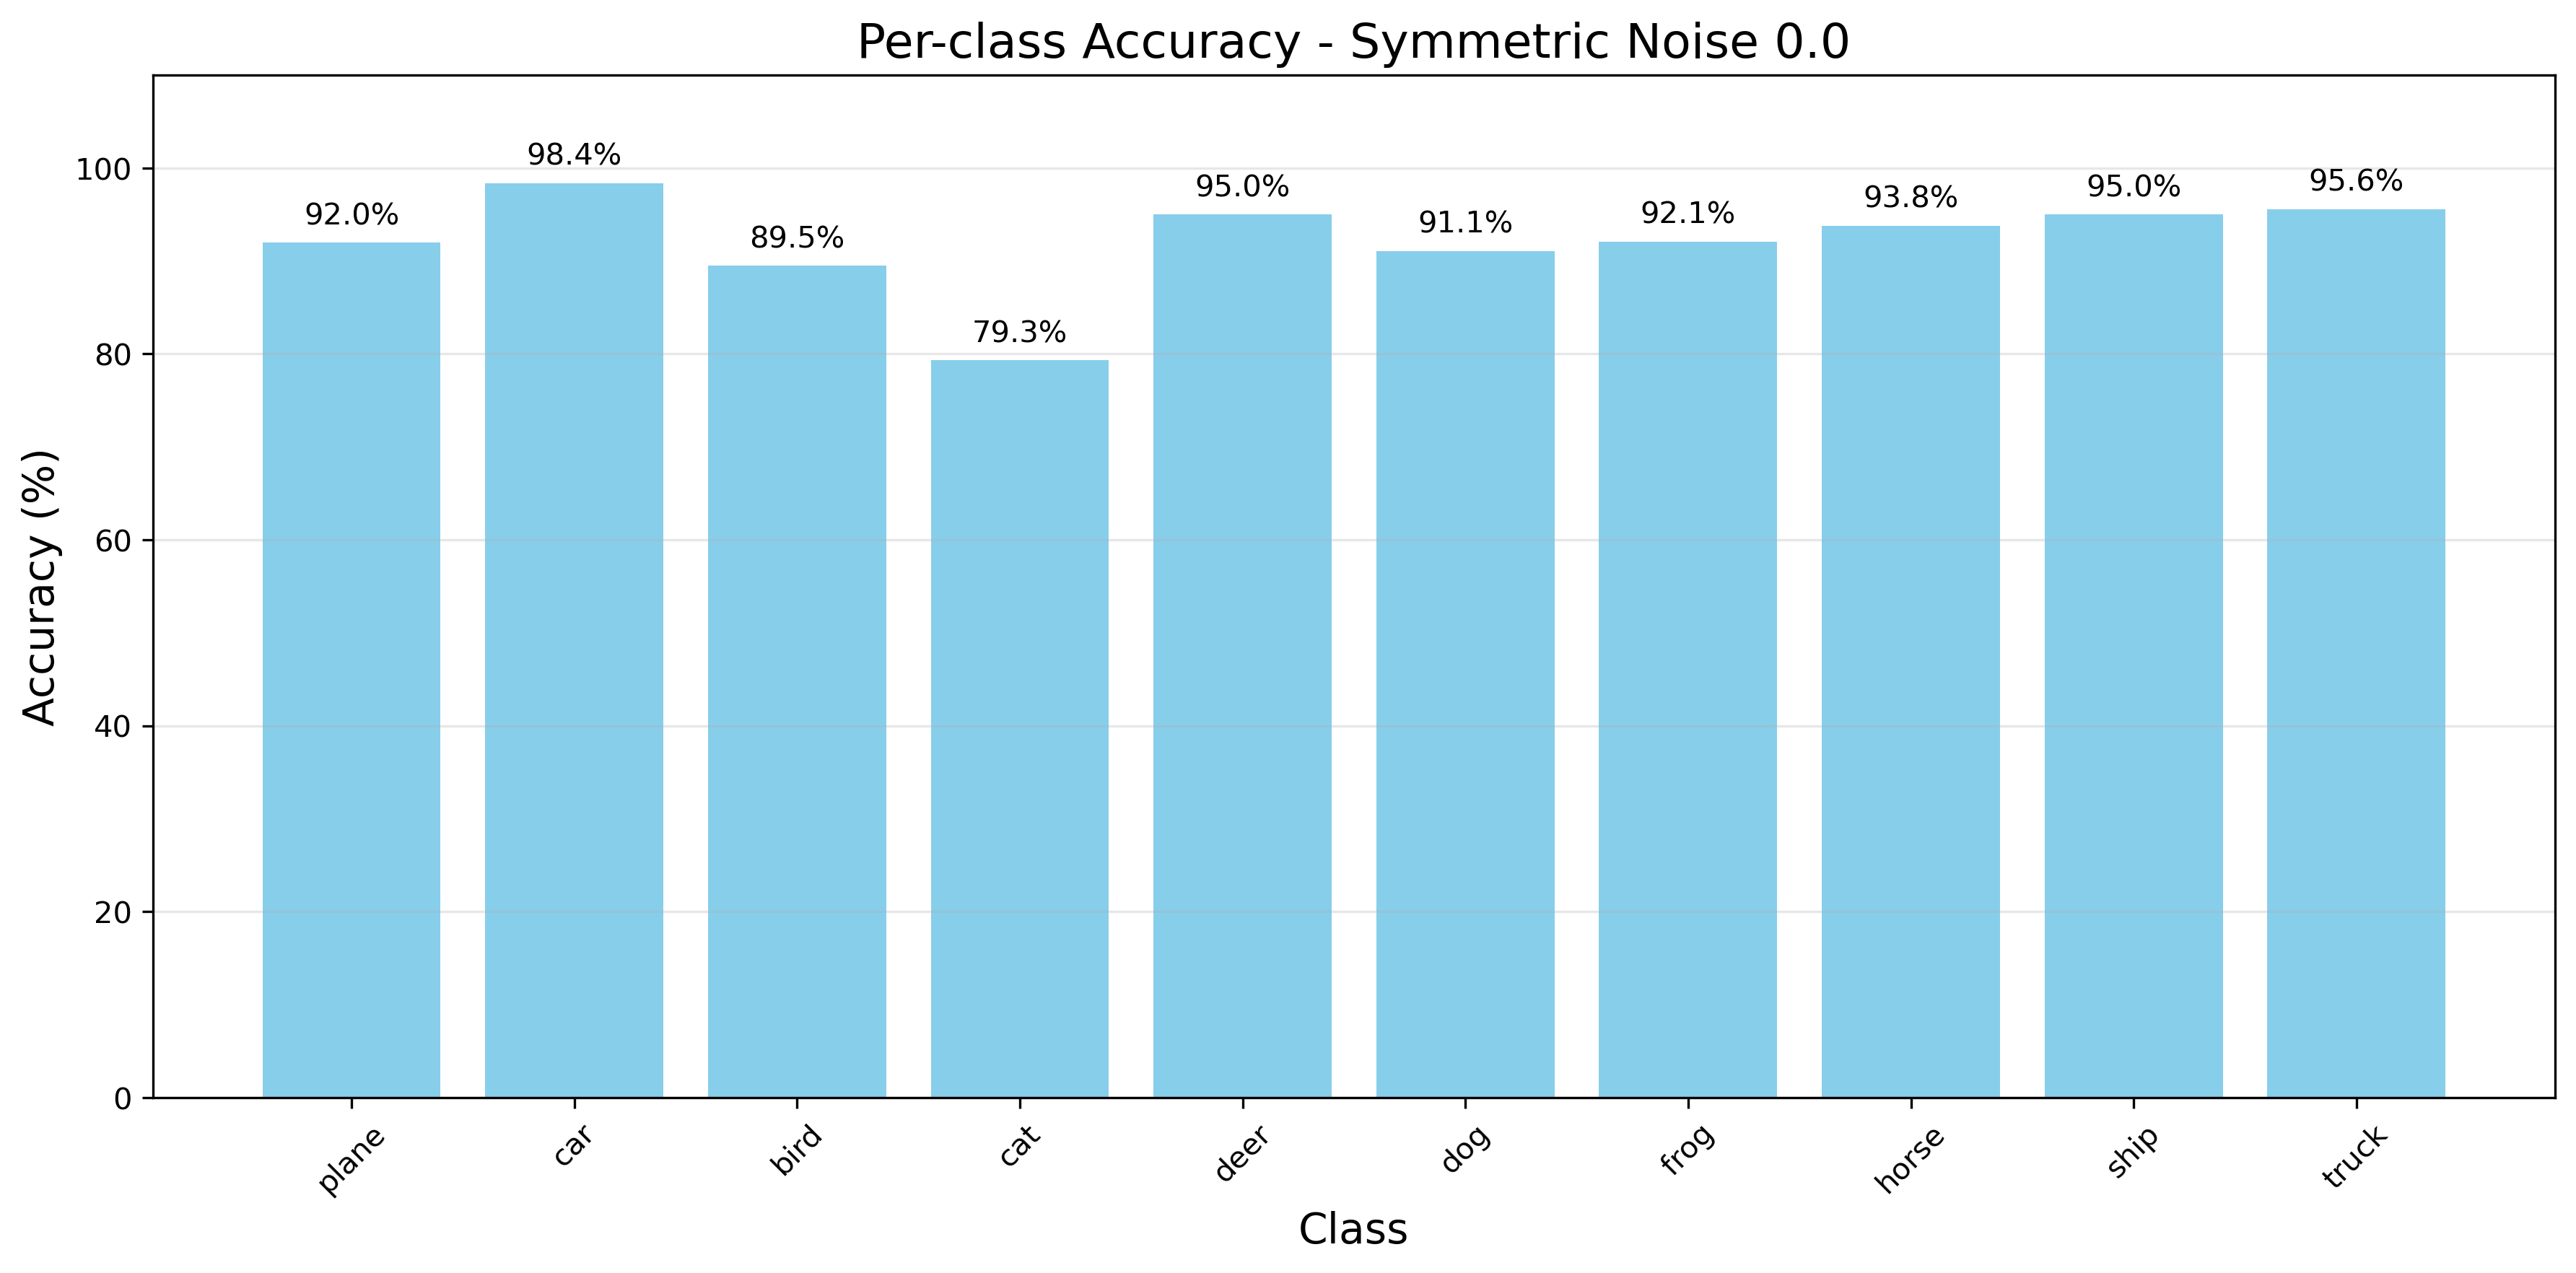 Per-class Accuracy - Symmetric Noise 0.0
Accuracy (%)
100
80
60
40
20
0
92.0%
98.4%
89.5%
79.3%
95.0%
91.1%
92.1%
93.8%
95.0%
95.6%
plane
car
bird
cat
deer
dog
frog
horse
ship
truck
Class